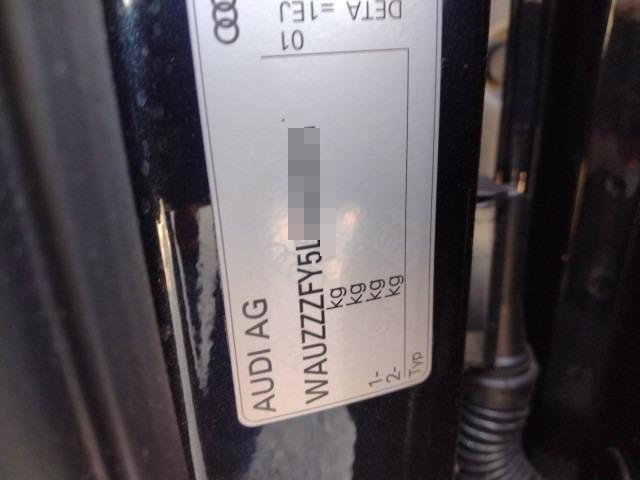 AUDI AG
WAUZZZFY5L
kg
kg
kg
kg
1-
2-
Typ
01
DETA = 1EJ